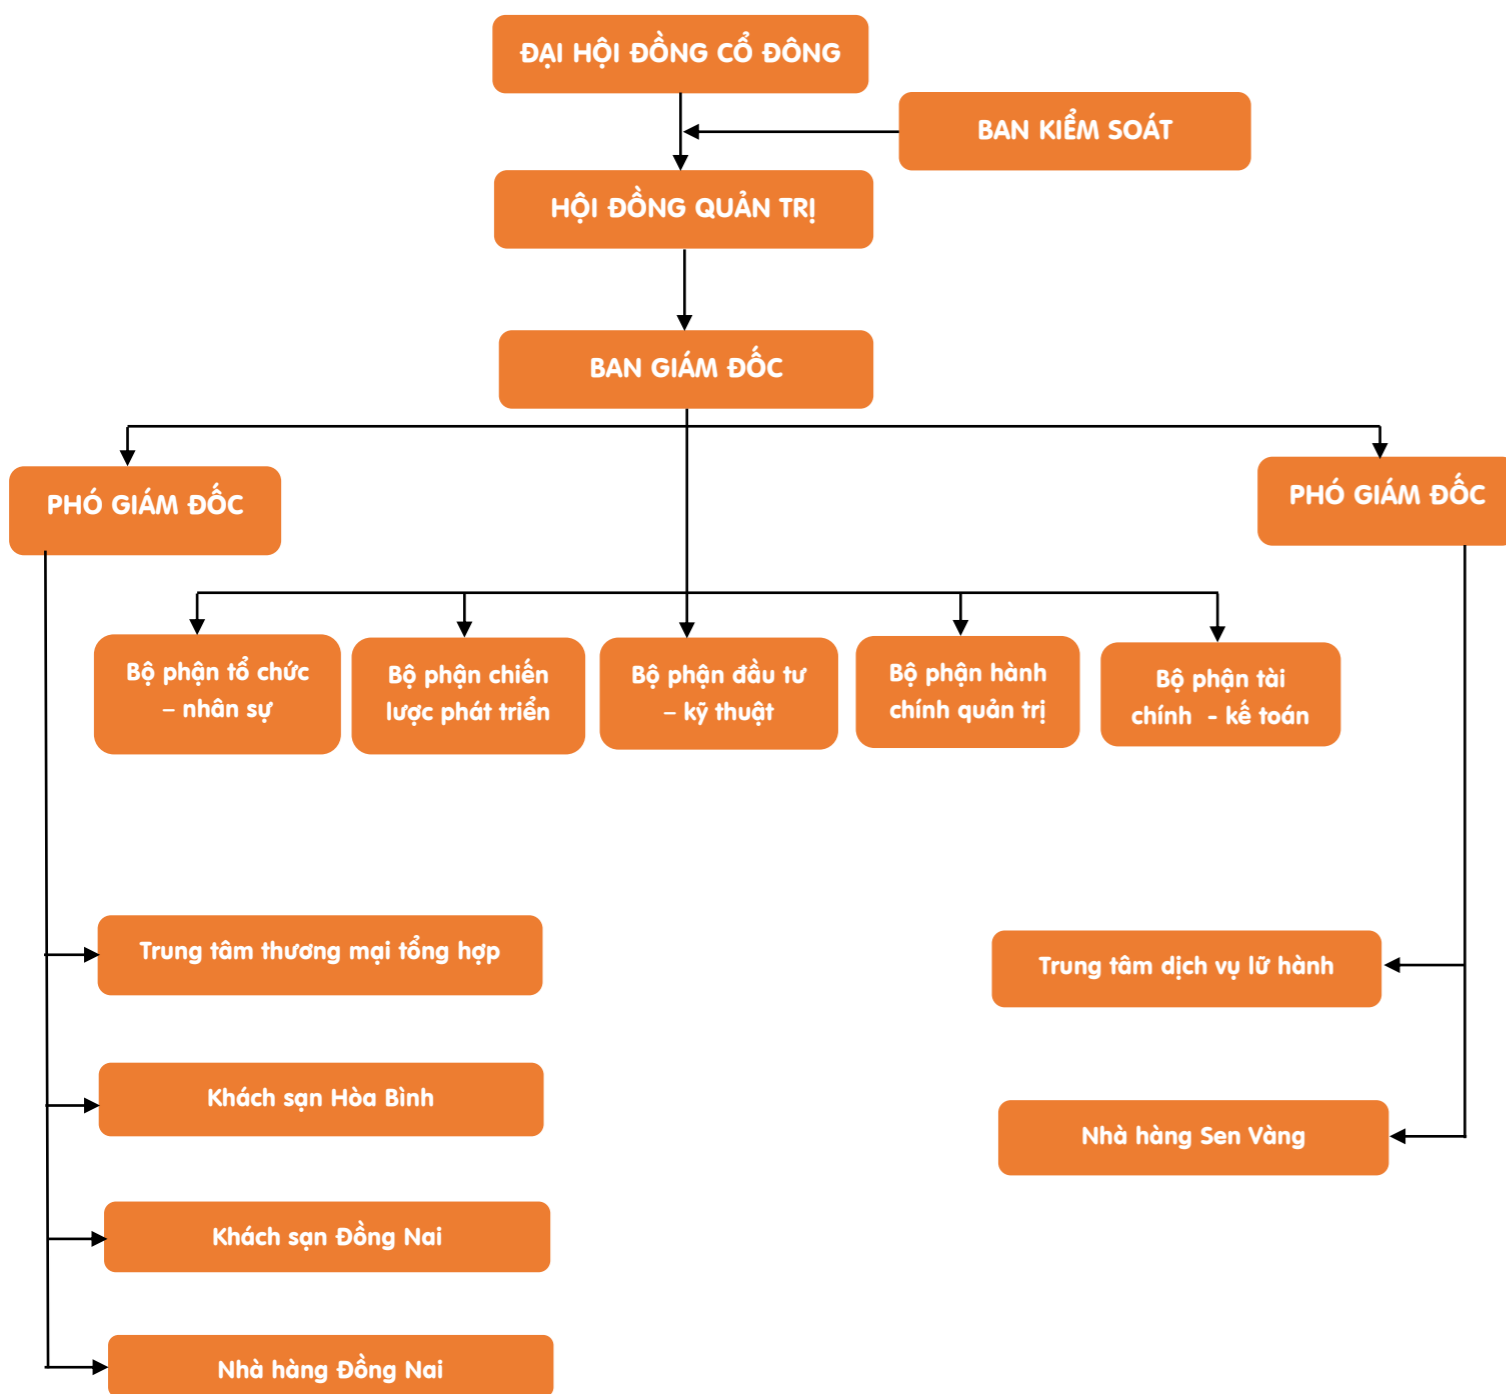 ĐẠI HỘI ĐỒNG CỔ ĐÔNG
BAN KIỂM SOÁT
HỘI ĐỒNG QUẢN TRỊ
BAN GIÁM ĐỐC
PHÓ GIÁM ĐỐC
PHÓ GIÁM ĐỐC
Bộ phận tổ chức
– nhân sự
Bộ phận chiến
lược phát triển
Bộ phận đầu tư
– kỹ thuật
Bộ phận hành
chính quản trị
Bộ phận tài
chính - kế toán
Trung tâm thương mại tổng hợp
Trung tâm dịch vụ lữ hành
Khách sạn Hòa Bình
Nhà hàng Sen Vàng
Khách sạn Đồng Nai
Nhà hàng Đồng Nai